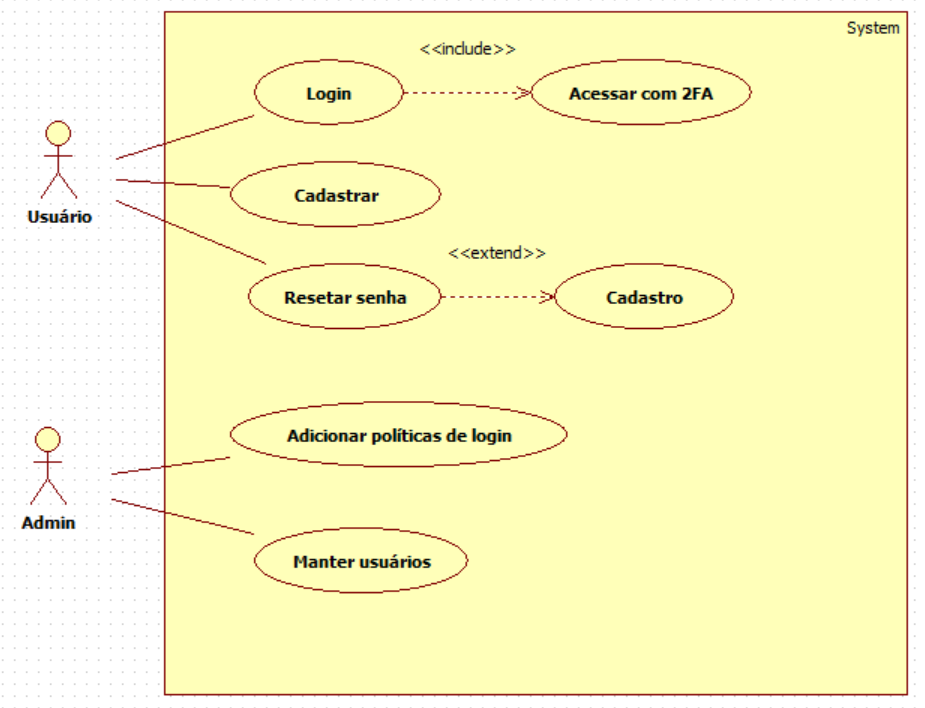 System
<<include>>
Login
Acessar com 2FA
Usuário
Cadastrar
<<extend>>
Resetar senha
Cadastro
Adicionar políticas de login
Admin
Manter usuários